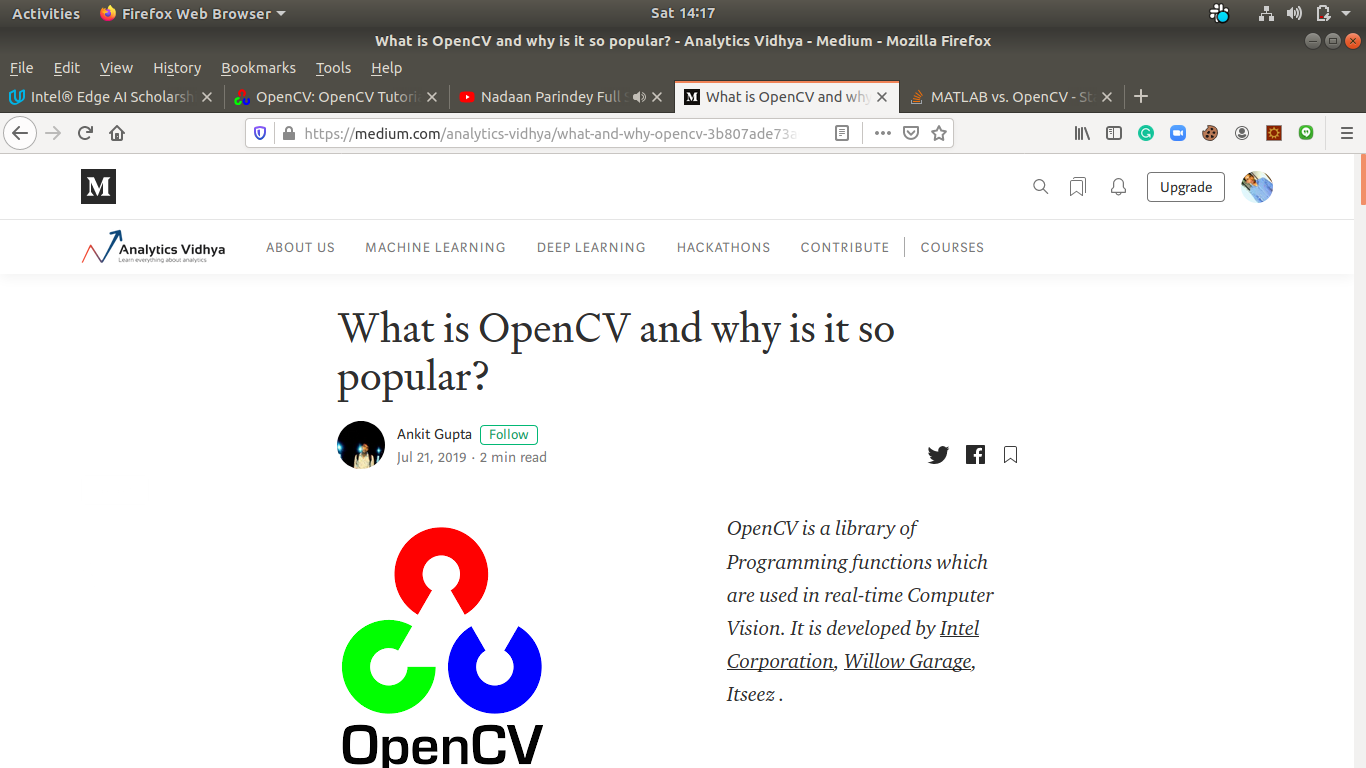 Activities Firefox Web Browser Sat 14:17
What is OpenCV and why is it so popular? - Analytics Vidhya - Medium - Mozilla Firefox
File Edit View History Bookmarks Tools Help
Intel® Edge AI Scholarsh OpenCV: OpenCV Tutori Nadaan Parindey Full What is OpenCV and why MATLAB vs. OpenCV - St
https://medium.com/analytics-vidhya/what-and-why-opencv-3b807ade73a
M Upgrade
Analytics Vidhya
Learn everything about analytics
ABOUT US MACHINE LEARNING DEEP LEARNING HACKATHONS CONTRIBUTE COURSES
What is OpenCV and why is it so
popular?
Ankit Gupta Follow
Jul 21, 2019 · 2 min read
OpenCV is a library of
Programming functions which
are used in real-time Computer
Vision. It is developed by Intel
Corporation, Willow Garage,
Itseez .
OpenCV